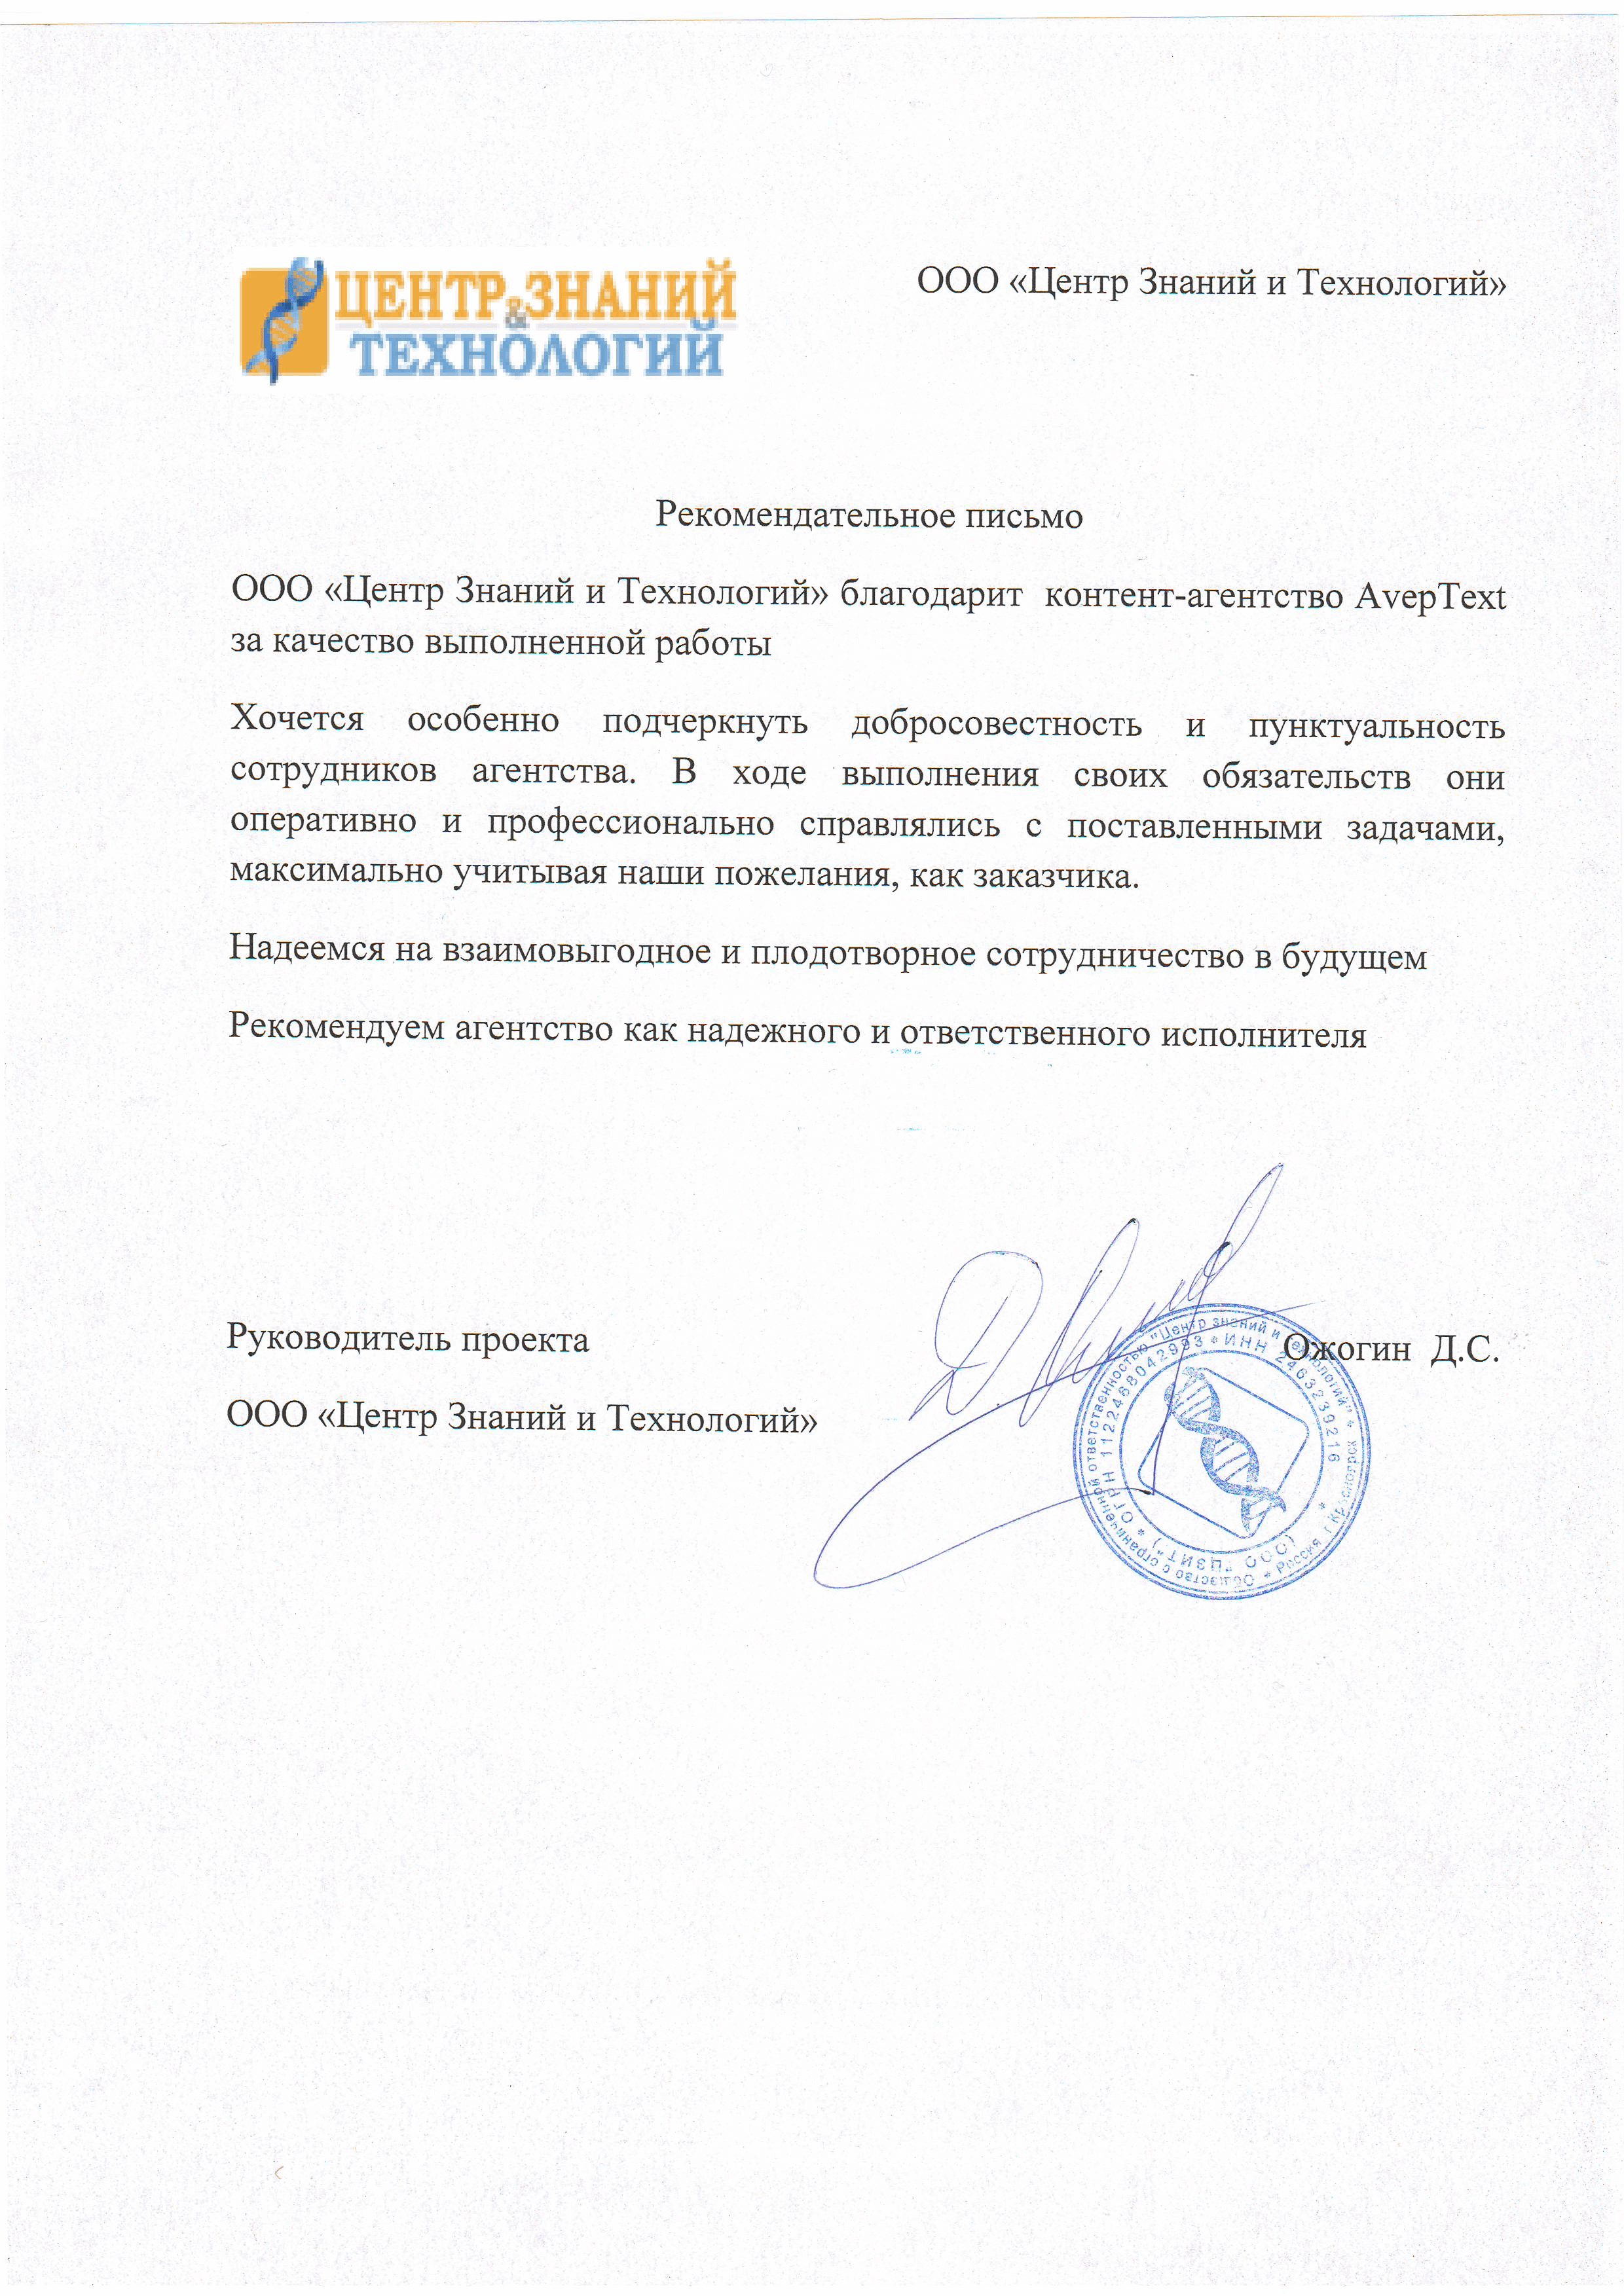 ЦЕНТР ЗНАНИЙ
&
ТЕХНОЛОГИЙ
ООО «Центр Знаний и Технологий»
Рекомендательное письмо
ООО «Центр Знаний и Технологий» благодарит контент-агентство AvepText
за качество выполненной работы
Хочется особенно подчеркнуть добросовестность и пунктуальность
сотрудников агентства. В ходе выполнения своих обязательств они
оперативно и профессионально справлялись с поставленными задачами,
максимально учитывая наши пожелания, как заказчика.
Надеемся на взаимовыгодное и плодотворное сотрудничество в будущем
Рекомендуем агентство как надежного и ответственного исполнителя
Руководитель проекта
Ожогин Д.С.
ООО «Центр Знаний и Технологий»
Общество с ограниченной ответственностью "Центр знаний и технологий" * Россия г.Красноярск
* ОГРН 1122468042993 * ИНН 2463239216 *
(ООО "ЦЗИТ")